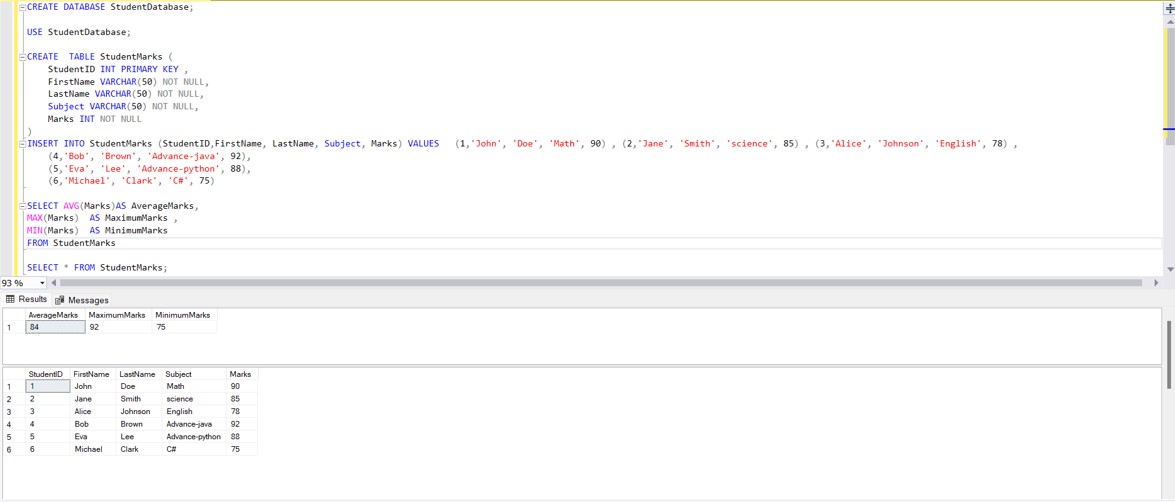 CREATE DATABASE StudentDatabase;
USE StudentDatabase;
CREATE  TABLE StudentMarks (
StudentID INT PRIMARY KEY ,
FirstName VARCHAR(50) NOT NULL,
LastName VARCHAR(50) NOT NULL,
Subject VARCHAR(50) NOT NULL,
Marks INT NOT NULL
)
INSERT INTO StudentMarks (StudentID,FirstName, LastName, Subject, Marks) VALUES   (1,'John', 'Doe', 'Math', 90) , (2,'Jane', 'Smith', 'science', 85) , (3,'Alice', 'Johnson', 'English', 78) ,
(4,'Bob', 'Brown', 'Advance-java', 92),
(5,'Eva', 'Lee', 'Advance-python', 88),
(6,'Michael', 'Clark', 'C#', 75)
SELECT AVG(Marks)AS AverageMarks,
MAX(Marks)  AS MaximumMarks ,
MIN(Marks)  AS MinimumMarks
FROM StudentMarks
SELECT * FROM StudentMarks;
93 %
Results Messages
AverageMarks MaximumMarks MinimumMarks
1 84 92 75
StudentID FirstName LastName Subject Marks
1 1 John Doe Math 90
2 2 Jane Smith science 85
3 3 Alice Johnson English 78
4 4 Bob Brown Advance-java 92
5 5 Eva Lee Advance-python 88
6 6 Michael Clark C# 75